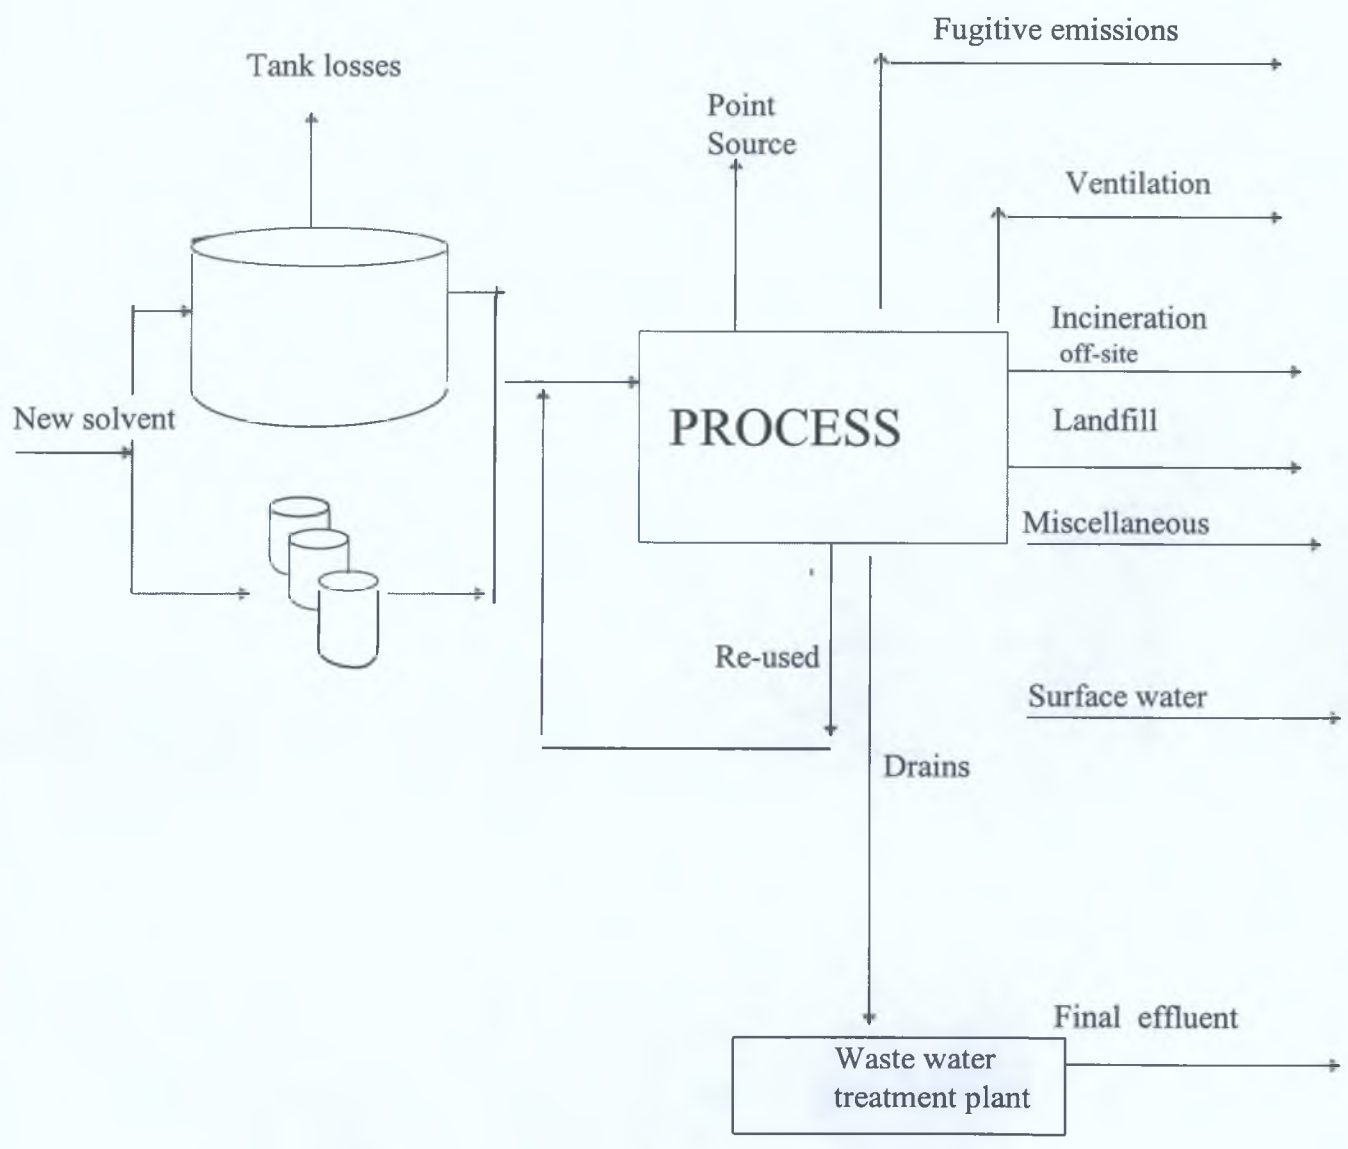 Fugitive emissions
Tank losses
Point
Source
Ventilation
Incineration
off-site
New solvent
PROCESS
Landfill
Miscellaneous
Re-used
Surface water
Drains
Final effluent
Waste water
treatment plant